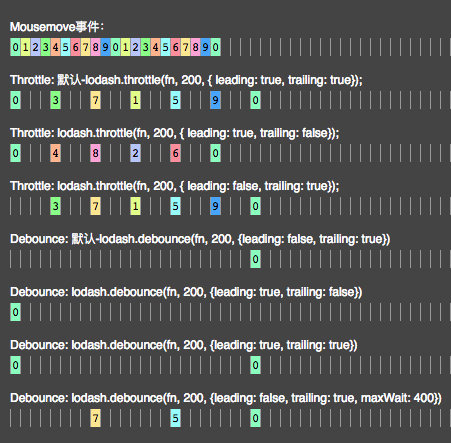 Mousemove事件:
0 1 2 3 4 5 6 7 8 9 0 1 2 3 4 5 6 7 8 9 0
Throttle: 默认-lodash.throttle(fn, 200, { leading: true, trailing: true});
0 3 7 1 5 9 0
Throttle: lodash.throttle(fn, 200, { leading: true, trailing: false});
0 4 8 2 6 0
Throttle: lodash.throttle(fn, 200, { leading: false, trailing: true});
3 7 1 5 9 0
Debounce: 默认-lodash.debounce(fn, 200, {leading: false, trailing: true})
0
Debounce: lodash.debounce(fn, 200, {leading: true, trailing: false})
0
Debounce: lodash.debounce(fn, 200, {leading: true, trailing: true})
0 0
Debounce: lodash.debounce(fn, 200, {leading: false, trailing: true, maxWait: 400})
7 5 0